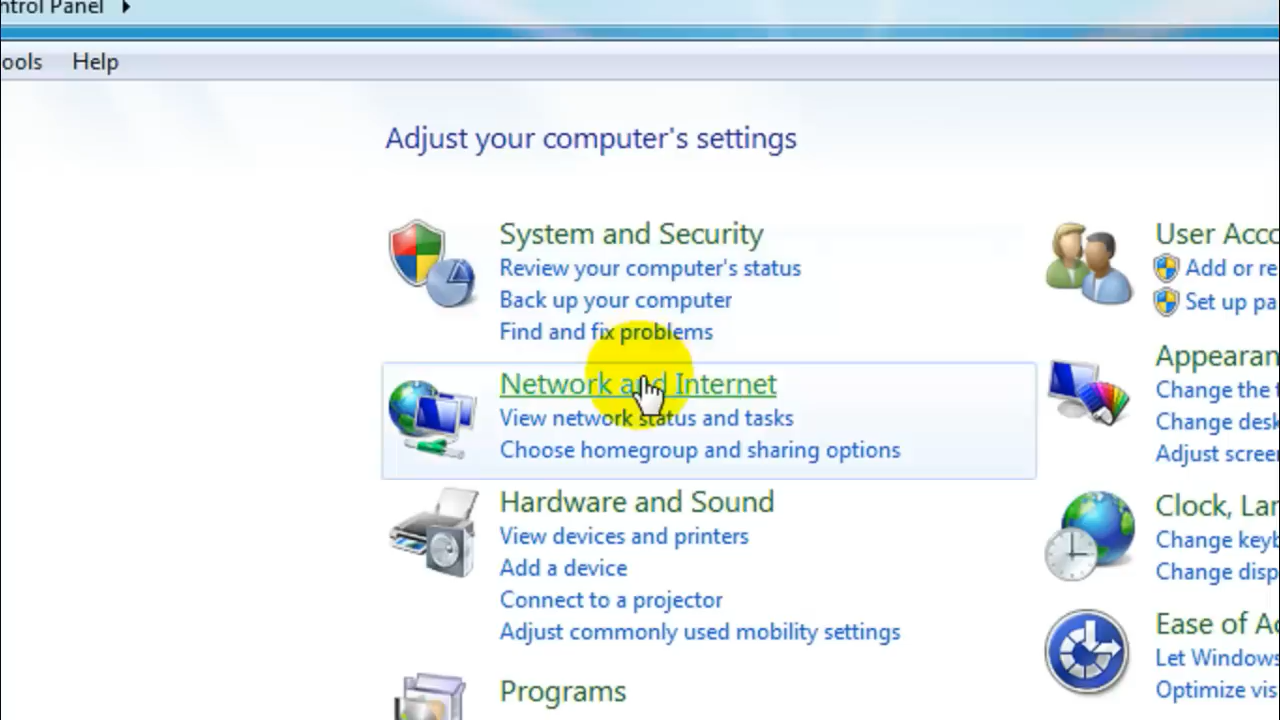 ntrol Panel
ools Help
Adjust your computer's settings
System and Security
Review your computer's status
Back up your computer
Find and fix problems
Network and Internet
View network status and tasks
Choose homegroup and sharing options
Hardware and Sound
View devices and printers
Add a device
Connect to a projector
Adjust commonly used mobility settings
Programs
User Acco
Add or re
Set up pa
Appearan
Change the t
Change desk
Adjust scree
Clock, Lan
Change keyb
Change disp
Ease of Ac
Let Windows
Optimize vis